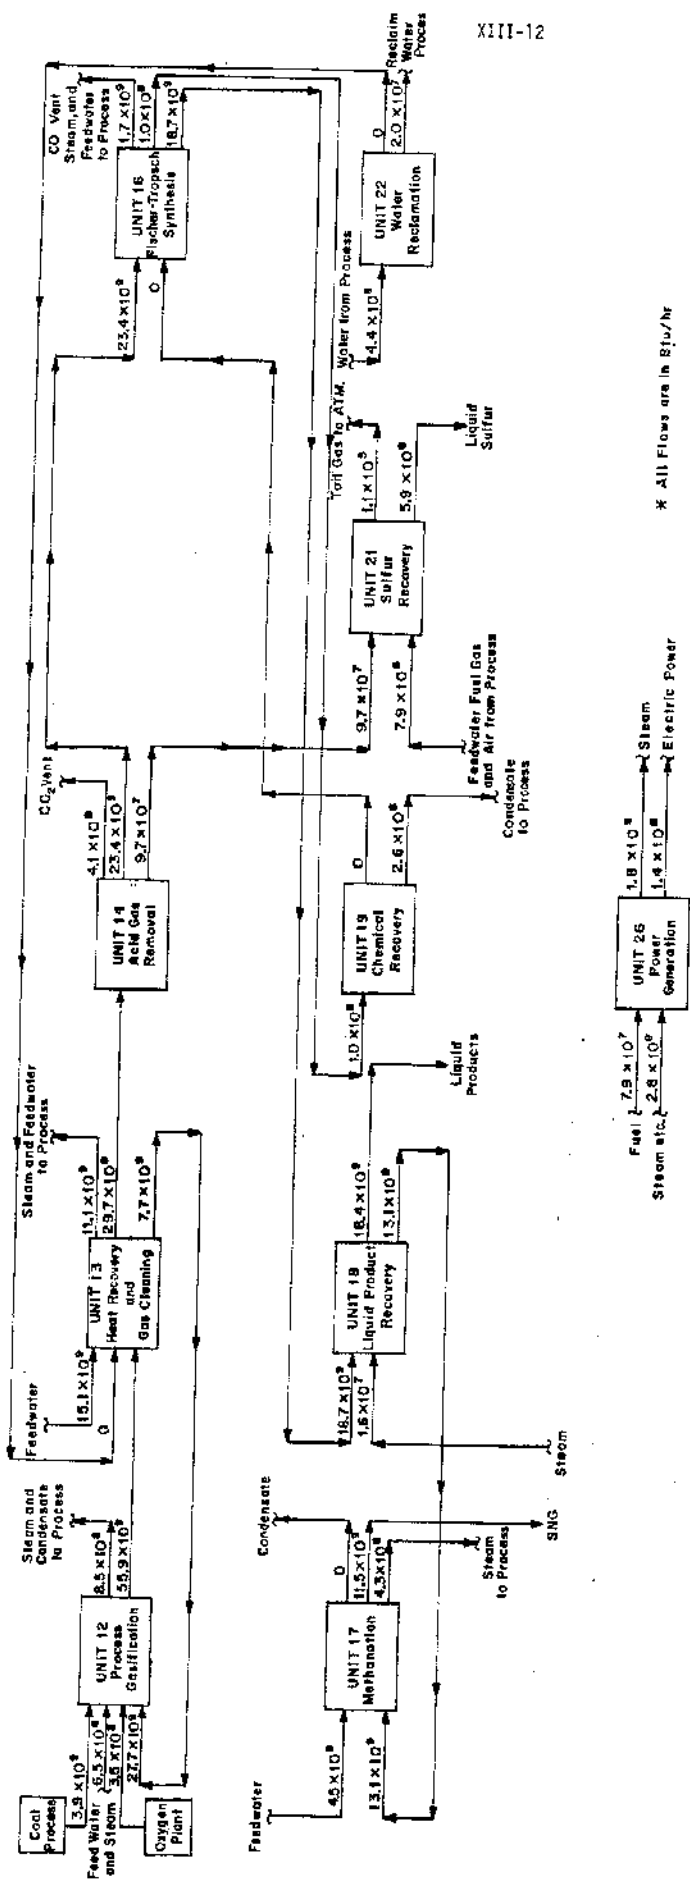 XIII-12
Coal
Process
3.9 × 10⁹
Feed Water
and Steam
6.5 × 10⁸
3.5 × 10⁸
27.7 × 10⁹
Oxygen
Plant
UNIT 12
Process
Gasification
Steam and
Condensate
to Process
8.5 × 10⁸
55.9 × 10⁹
Feedwater
15.1 × 10⁹
0
UNIT 13
Heat Recovery
and
Gas Cleaning
Steam and Feedwater
to Process
11.1 × 10⁹
29.7 × 10⁹
7.7 × 10⁹
UNIT 14
Acid Gas
Removal
CO₂ Vent
4.1 × 10⁸
23.4 × 10⁹
9.7 × 10⁷
23.4 × 10⁹
0
UNIT 16
Fischer-Tropsch
Synthesis
CO Vent
Steam, and
Feedwater
to Process
1.7 × 10⁹
1.0 × 10⁸
18.7 × 10⁹
Feedwater
4.5 × 10⁹
13.1 × 10⁹
UNIT 17
Methanation
Condensate
0
11.5 × 10⁹
4.3 × 10⁹
Steam
to Process
SNG
18.7 × 10⁹
1.6 × 10⁷
Steam
UNIT 18
Liquid Product
Recovery
18.4 × 10⁹
13.1 × 10⁹
Liquid
Products
1.0 × 10⁸
UNIT 19
Chemical
Recovery
0
2.6 × 10⁸
Condensate
to Process
9.7 × 10⁷
7.9 × 10⁸
Feedwater Fuel Gas
and Air from Process
UNIT 21
Sulfur
Recovery
Tail Gas to ATM.
1.1 × 10⁵
5.9 × 10⁸
Liquid
Sulfur
Water from Process
4.4 × 10⁸
UNIT 22
Water
Reclamation
0
2.0 × 10⁷
Reclaim
Water
Process
Fuel
7.9 × 10⁷
Steam etc.
2.8 × 10⁹
UNIT 26
Power
Generation
1.8 × 10⁸
Steam
1.4 × 10⁸
Electric Power
* All Flows are in Btu/hr